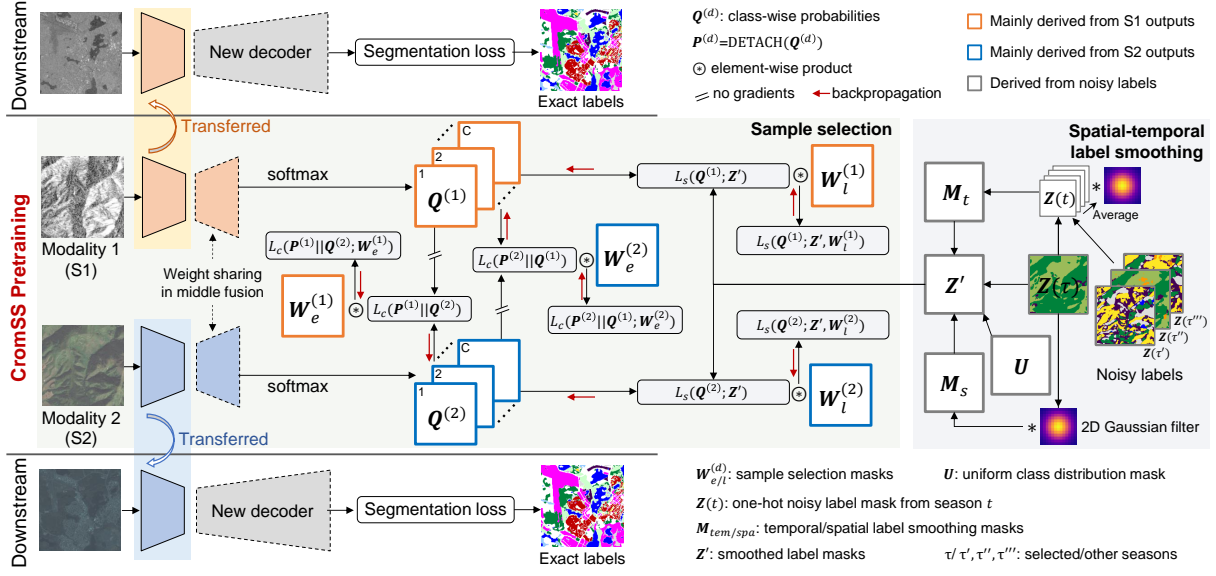 Downstream
New decoder
Segmentation loss
Exact labels
Q^(d): class-wise probabilities
P^(d)=DETACH(Q^(d))
⊛ element-wise product
// no gradients
← backpropagation
Mainly derived from S1 outputs
Mainly derived from S2 outputs
Derived from noisy labels
Transferred
CromSS Pretraining
Modality 1
(S1)
softmax
C
2
1
Q^(1)
Sample selection
L_s(Q^(1); Z′)
⊛
W_l^(1)
L_s(Q^(1); Z′, W_l^(1))
L_c(P^(1)||Q^(2); W_e^(1))
W_e^(1)
⊛
L_c(P^(1)||Q^(2))
L_c(P^(2)||Q^(1))
⊛
W_e^(2)
L_c(P^(2)||Q^(1); W_e^(2))
Weight sharing
in middle fusion
Modality 2
(S2)
softmax
C
2
1
Q^(2)
L_s(Q^(2); Z′, W_l^(2))
L_s(Q^(2); Z′)
⊛
W_l^(2)
Transferred
Spatial-temporal
label smoothing
M_t
Z(t)
*
Average
Z′
Z(τ)
Z(τ′′′)
Z(τ′′)
Z(τ′)
Noisy labels
M_s
U
*
2D Gaussian filter
Downstream
New decoder
Segmentation loss
Exact labels
W_e/l^(d): sample selection masks
U: uniform class distribution mask
Z(t): one-hot noisy label mask from season t
M_tem/spa: temporal/spatial label smoothing masks
Z′: smoothed label masks
τ/ τ′, τ′′, τ′′′: selected/other seasons